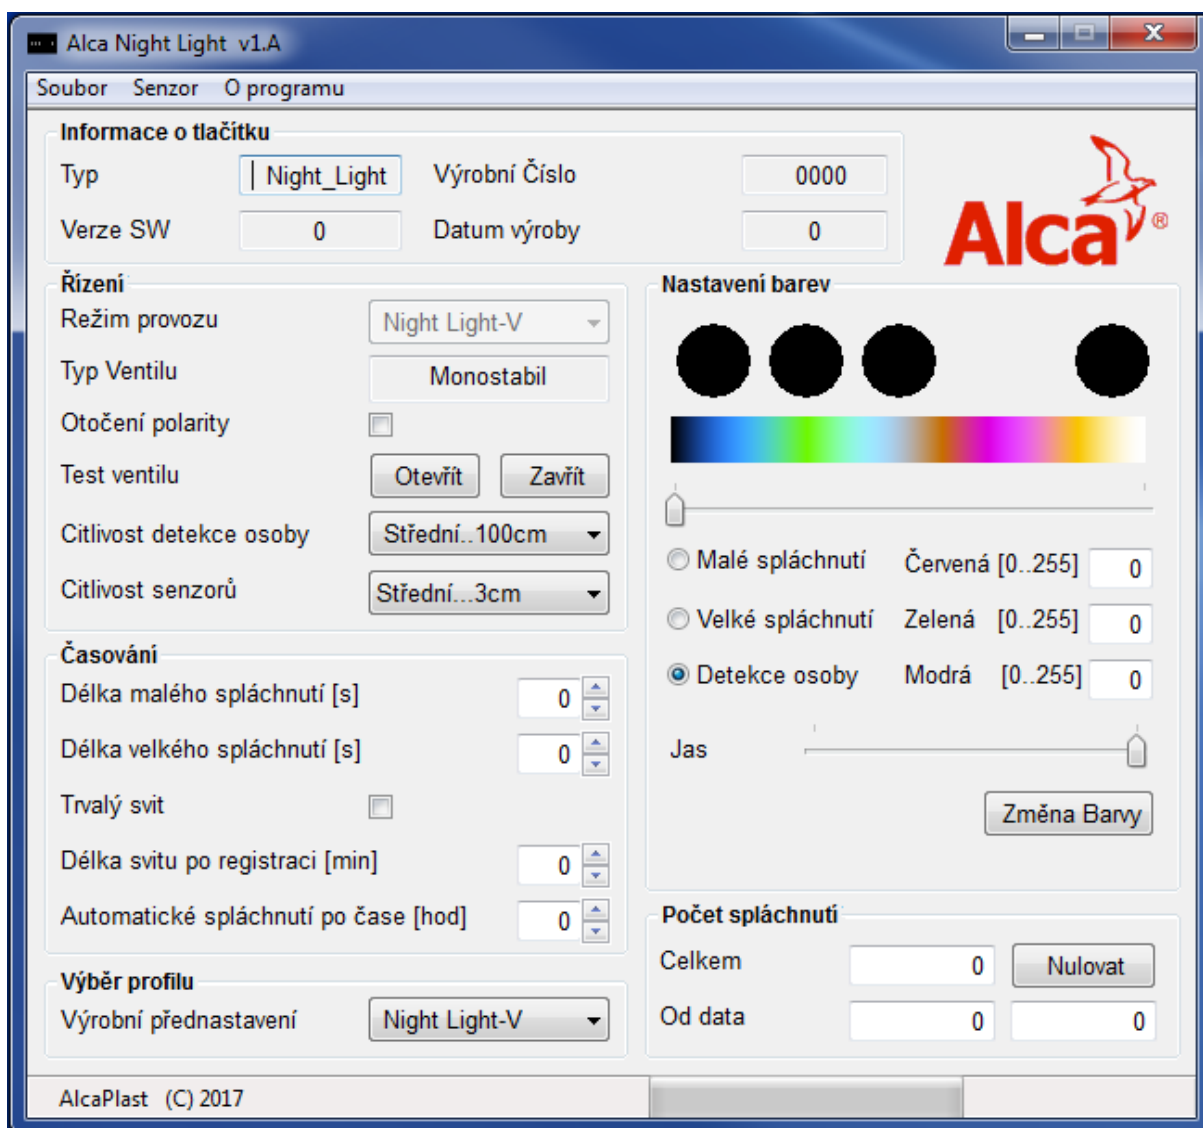 Alca Night Light v1.A
Soubor Senzor O programu
Informace o tlačítku
Typ Night_Light Výrobní Číslo 0000
Verze SW 0 Datum výroby 0
Alca®
Řízení
Režim provozu Night Light-V
Typ Ventilu Monostabil
Otočení polarity
Test ventilu Otevřít Zavřít
Citlivost detekce osoby Střední..100cm
Citlivost senzorů Střední...3cm
Nastavení barev
Malé spláchnutí Červená [0..255] 0
Velké spláchnutí Zelená [0..255] 0
Detekce osoby Modrá [0..255] 0
Jas
Změna Barvy
Časování
Délka malého spláchnutí [s] 0
Délka velkého spláchnutí [s] 0
Trvalý svit
Délka svitu po registraci [min] 0
Automatické spláchnutí po čase [hod] 0
Počet spláchnutí
Celkem 0 Nulovat
Od data 0 0
Výběr profilu
Výrobní přednastavení Night Light-V
AlcaPlast (C) 2017